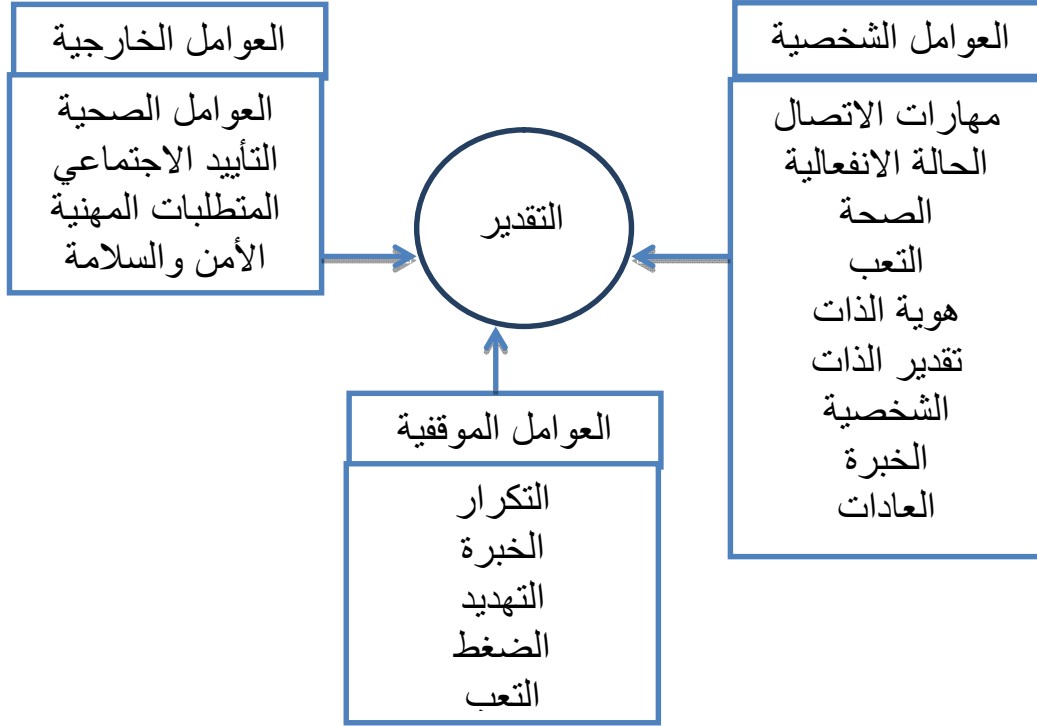 العوامل الشخصية
مهارات الاتصال
الحالة الانفعالية
الصحة
التعب
هوية الذات
تقدير الذات
الشخصية
الخبرة
العادات
التقدير
العوامل الخارجية
العوامل الصحية
التأييد الاجتماعي
المتطلبات المهنية
الأمن والسلامة
العوامل الموقفية
التكرار
الخبرة
التهديد
الضغط
التعب